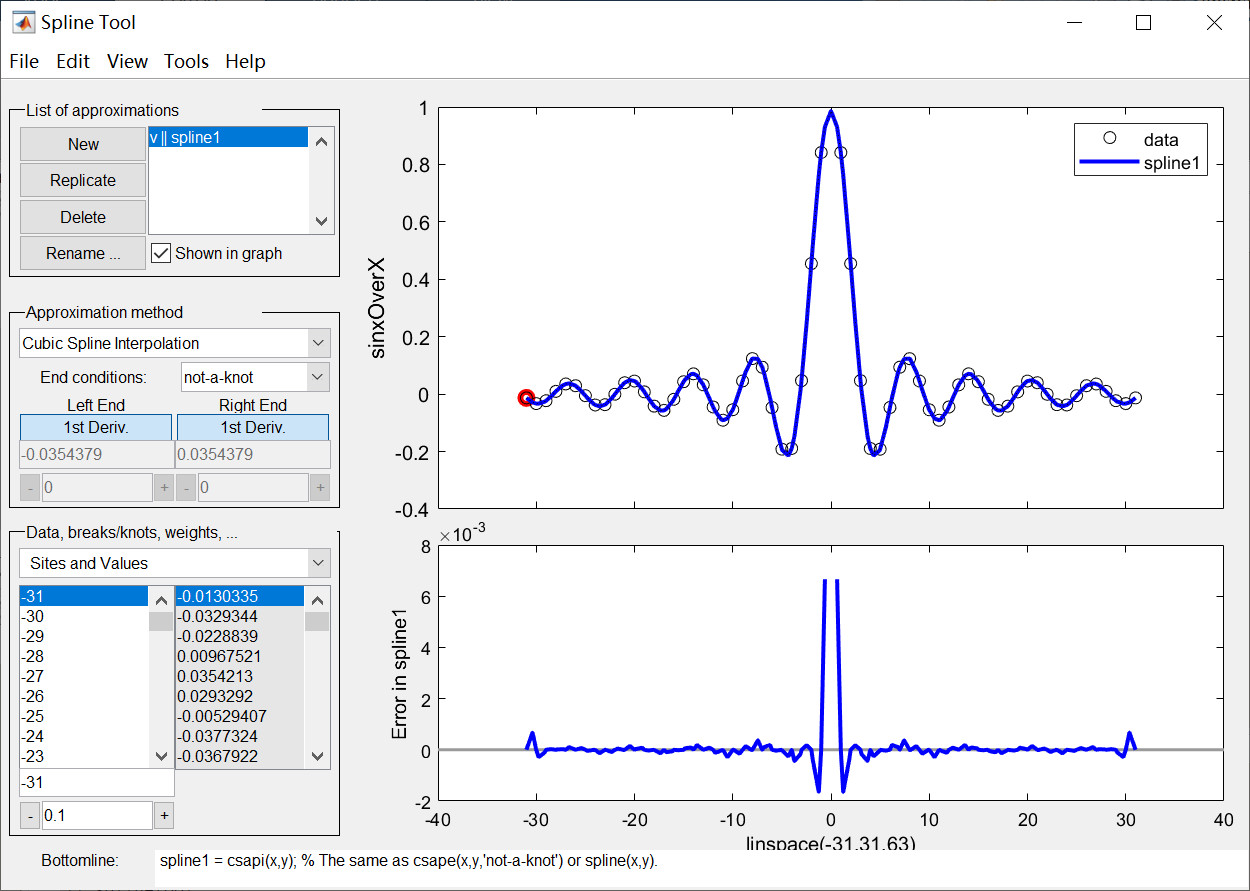 Spline Tool
File Edit View Tools Help
List of approximations
New
Replicate
Delete
Rename ...
v || spline1
Shown in graph
Approximation method
Cubic Spline Interpolation
End conditions: not-a-knot
Left End Right End
1st Deriv. 1st Deriv.
-0.0354379 0.0354379
- 0 + - 0 +
Data, breaks/knots, weights, ...
Sites and Values
-31 -0.0130335
-30 -0.0329344
-29 -0.0228839
-28 0.00967521
-27 0.0354213
-26 0.0293292
-25 -0.00529407
-24 -0.0377324
-23 -0.0367922
-31
- 0.1 +
1
0.8
0.6
0.4
0.2
0
-0.2
-0.4
sinxOverX
data
spline1
×10-3
8
6
4
2
0
-2
Error in spline1
-40 -30 -20 -10 0 10 20 30 40
linspace(-31,31,63)
Bottomline: spline1 = csapi(x,y); % The same as csape(x,y,'not-a-knot') or spline(x,y).